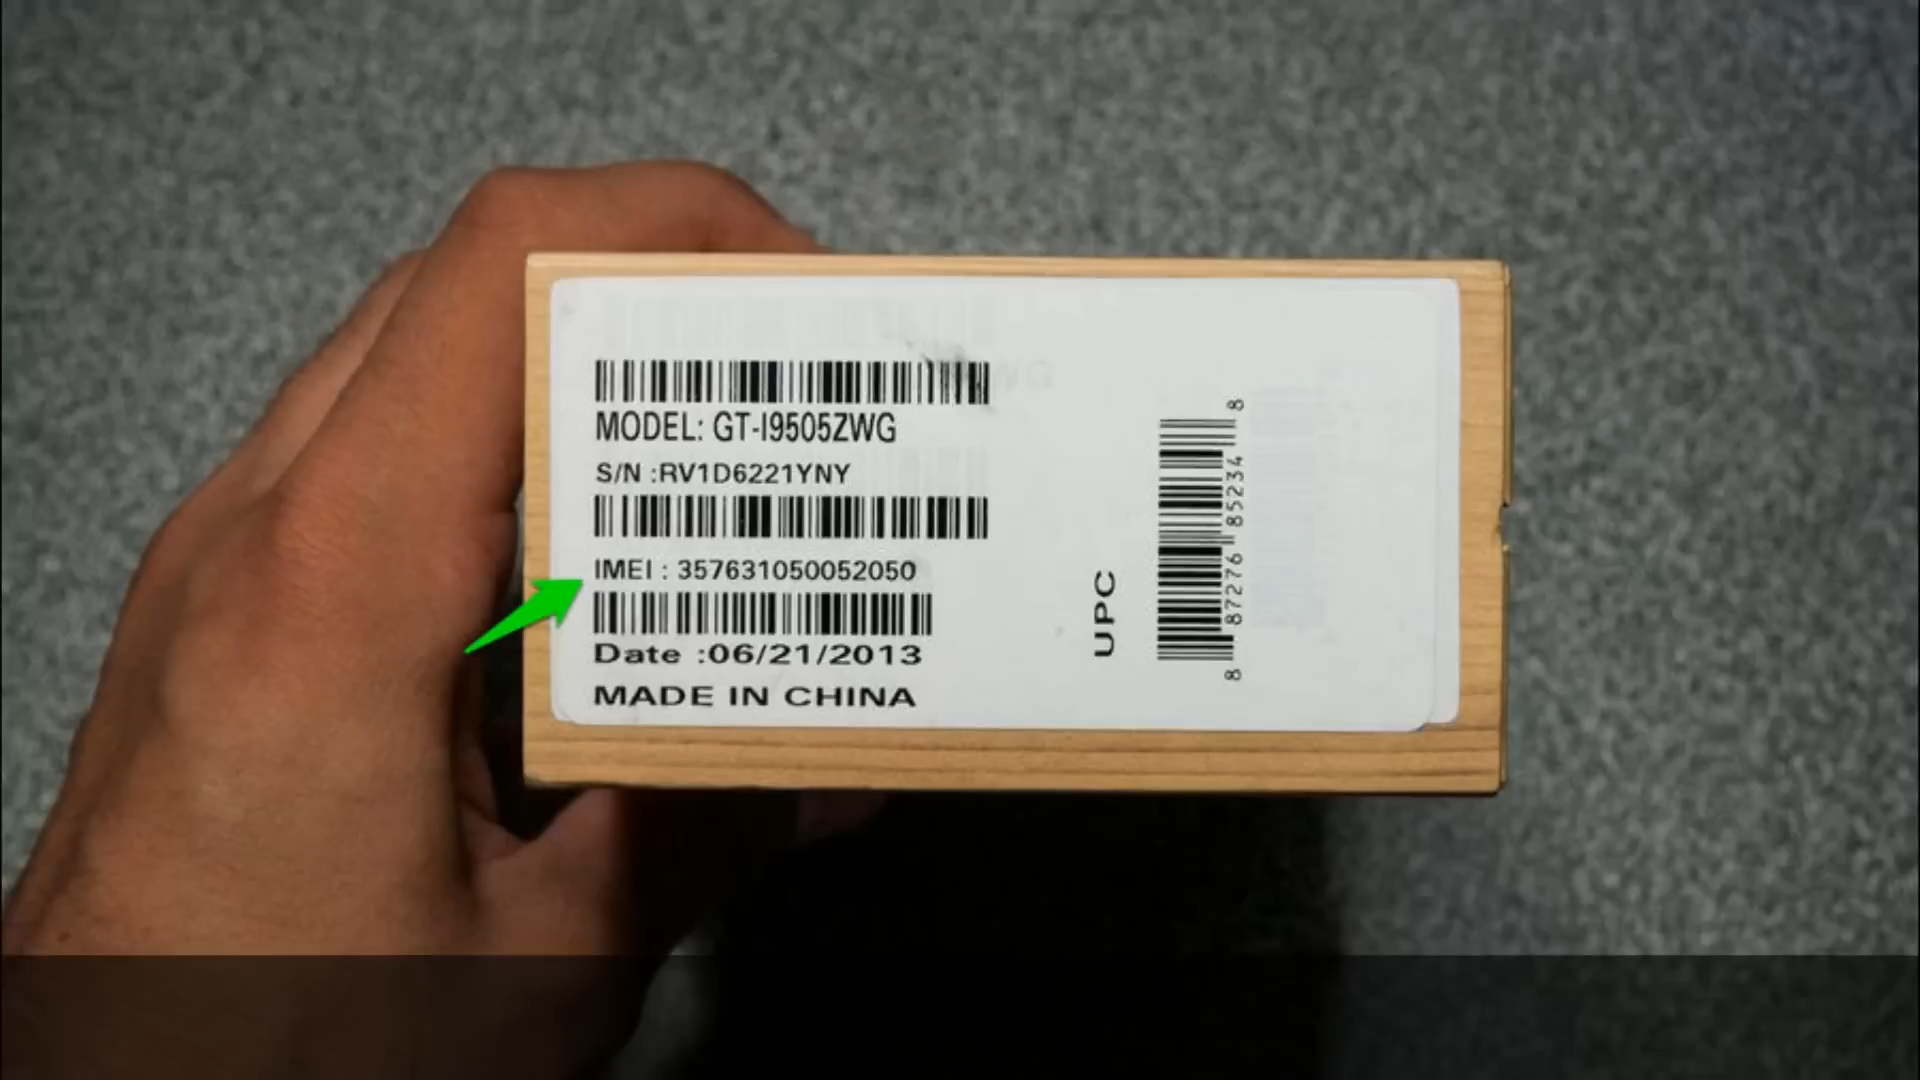 MODEL: GT-I9505ZWG
S/N :RV1D6221YNY
IMEI : 357631050052050
Date :06/21/2013
MADE IN CHINA
UPC
8 87276 85234 8